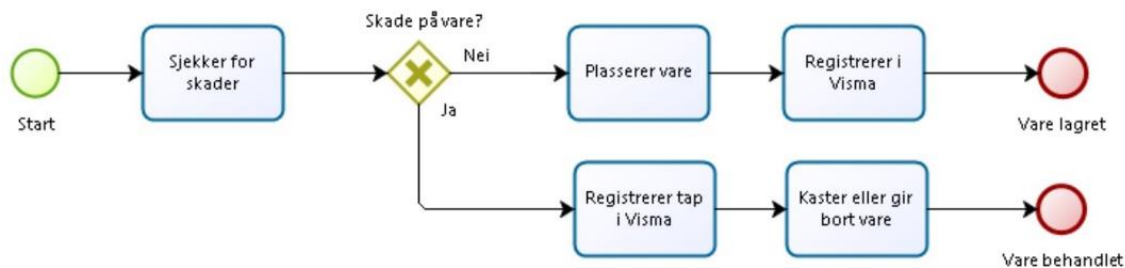 Skade på vare?
Sjekker for
skader
Nei
Plasserer vare
Registrerer i
Visma
Start
Ja
Vare lagret
Registrerer tap
i Visma
Kaster eller gir
bort vare
Vare behandlet